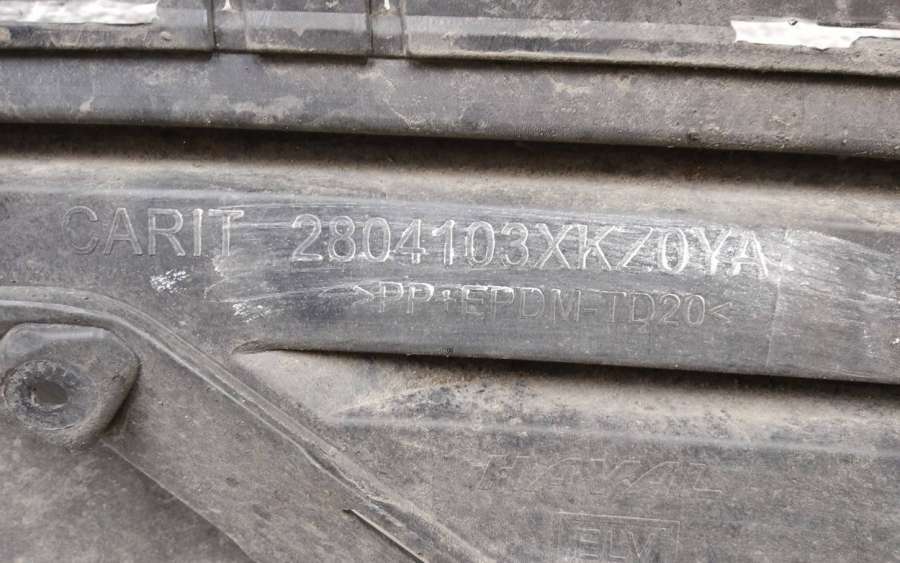 CARIT 2804103XKZ0YA
>PP+EPDM-TD20<
HAVAL
ELV